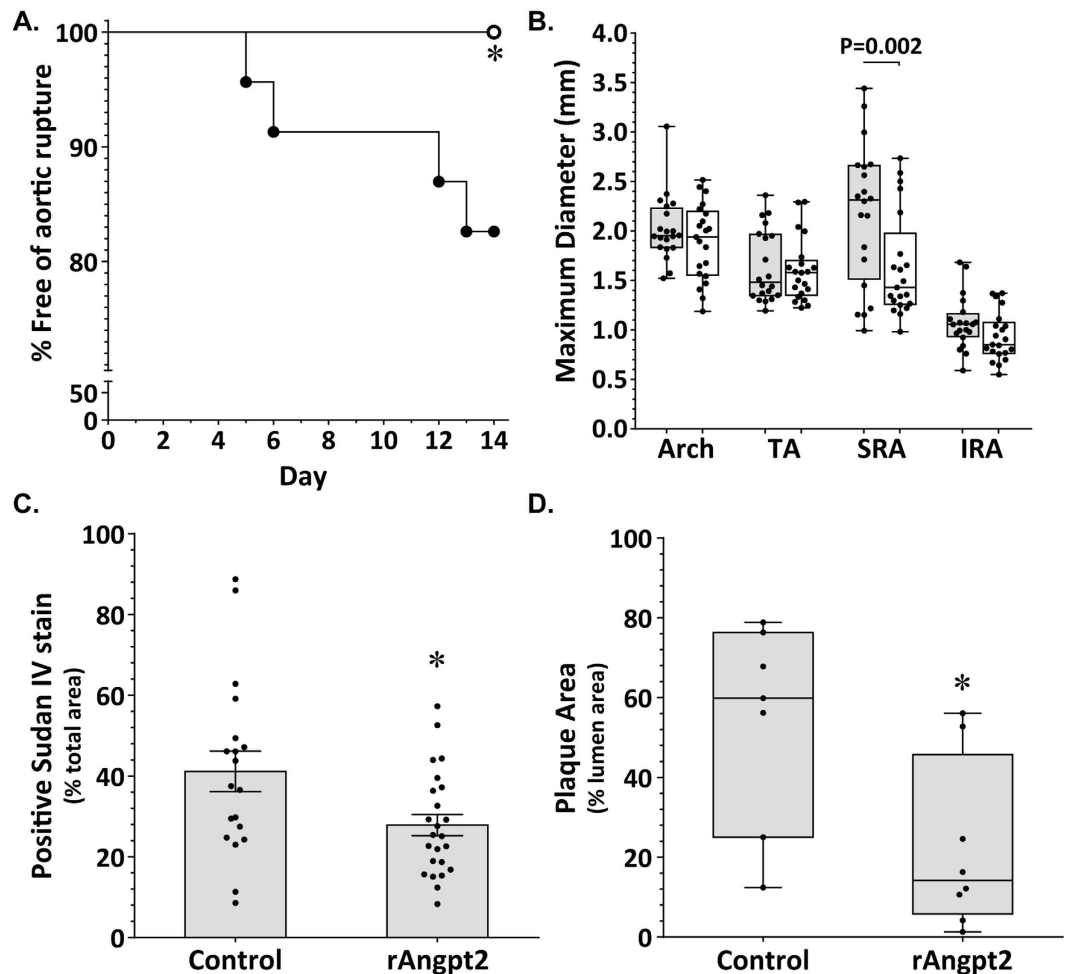 A.
100
90
80
50
0
% Free of aortic rupture
*
0 2 4 6 8 10 12 14
Day
B.
4.0
3.5
3.0
2.5
2.0
1.5
1.0
0.5
0.0
Maximum Diameter (mm)
P=0.002
Arch TA SRA IRA
C.
100
80
60
40
20
0
Positive Sudan IV stain
(% total area)
*
Control rAngpt2
D.
100
80
60
40
20
0
Plaque Area
(% lumen area)
*
Control rAngpt2